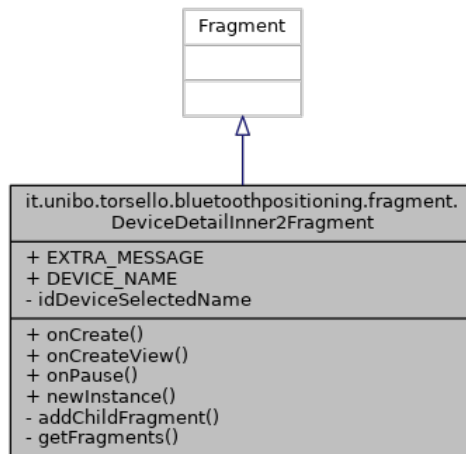 Fragment
it.unibo.torsello.bluetoothpositioning.fragment.
DeviceDetailInner2Fragment
+ EXTRA_MESSAGE
+ DEVICE_NAME
- idDeviceSelectedName
+ onCreate()
+ onCreateView()
+ onPause()
+ newInstance()
- addChildFragment()
- getFragments()